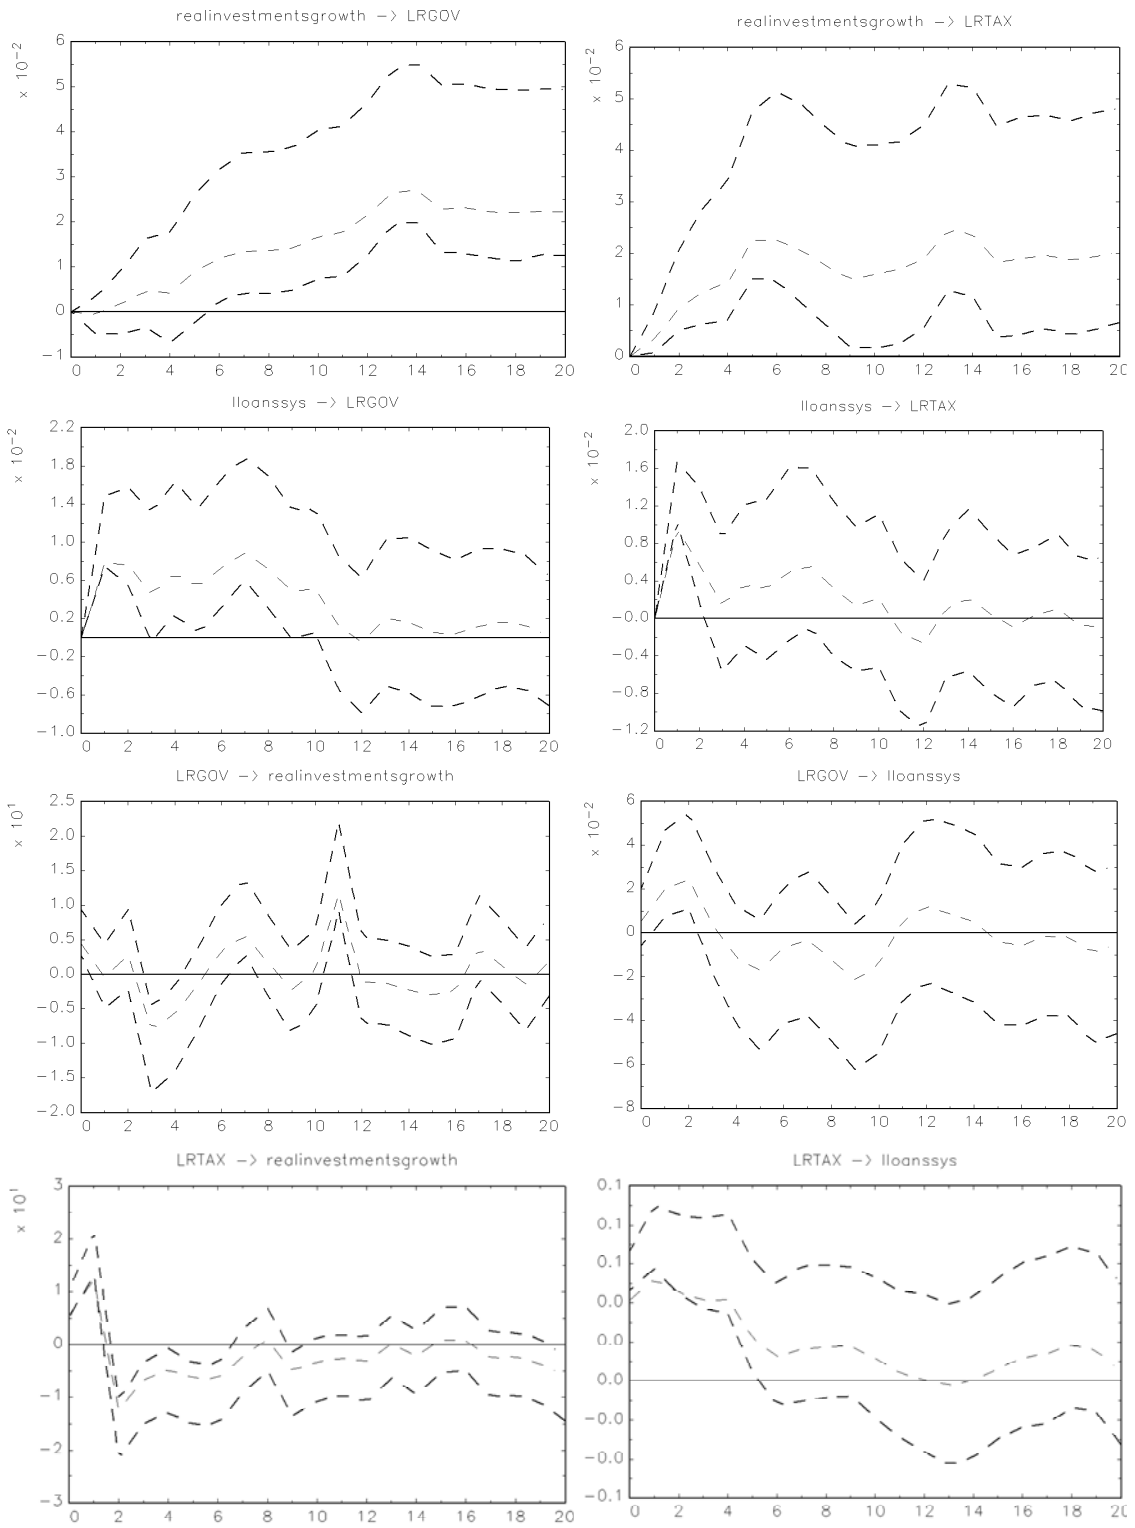 realinvestmentsgrowth -> LRGOV
x 10⁻²
6
5
4
3
2
1
0
-1
0 2 4 6 8 10 12 14 16 18 20
realinvestmentsgrowth -> LRTAX
x 10⁻²
6
5
4
2
1
0
0 2 4 6 8 10 12 14 16 18 20
lloanssys -> LRGOV
x 10⁻²
2.2
1.8
1.4
1.0
0.6
0.2
-0.2
-0.6
-1.0
0 2 4 6 8 10 12 14 16 18 20
lloanssys -> LRTAX
x 10⁻²
2.0
1.6
1.2
0.8
0.4
-0.0
-0.4
-0.8
-1.2
0 2 4 6 8 10 12 14 16 18 20
LRGOV -> realinvestmentsgrowth
x 10¹
2.5
2.0
1.5
1.0
0.5
0.0
-0.5
-1.0
-1.5
-2.0
0 2 4 6 8 10 12 14 16 18 20
LRGOV -> lloanssys
x 10⁻²
6
4
2
0
-2
-4
-6
-8
0 2 4 6 8 10 12 14 16 18 20
LRTAX -> realinvestmentsgrowth
x 10¹
3
2
1
0
-1
-2
-3
0 2 4 6 8 10 12 14 16 18 20
LRTAX -> lloanssys
0.1
0.1
0.1
0.0
0.0
0.0
-0.0
-0.0
-0.1
0 2 4 6 8 10 12 14 16 18 20